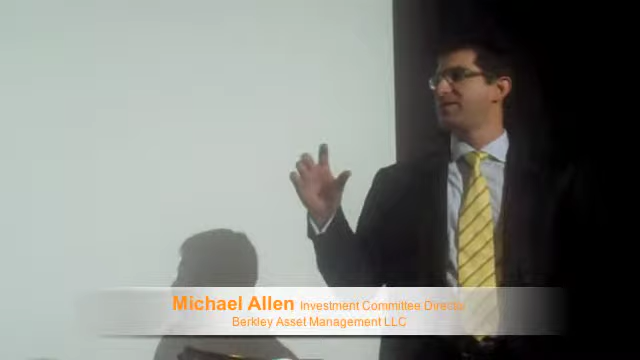 Michael Allen Investment Committee Director
Berkley Asset Management LLC